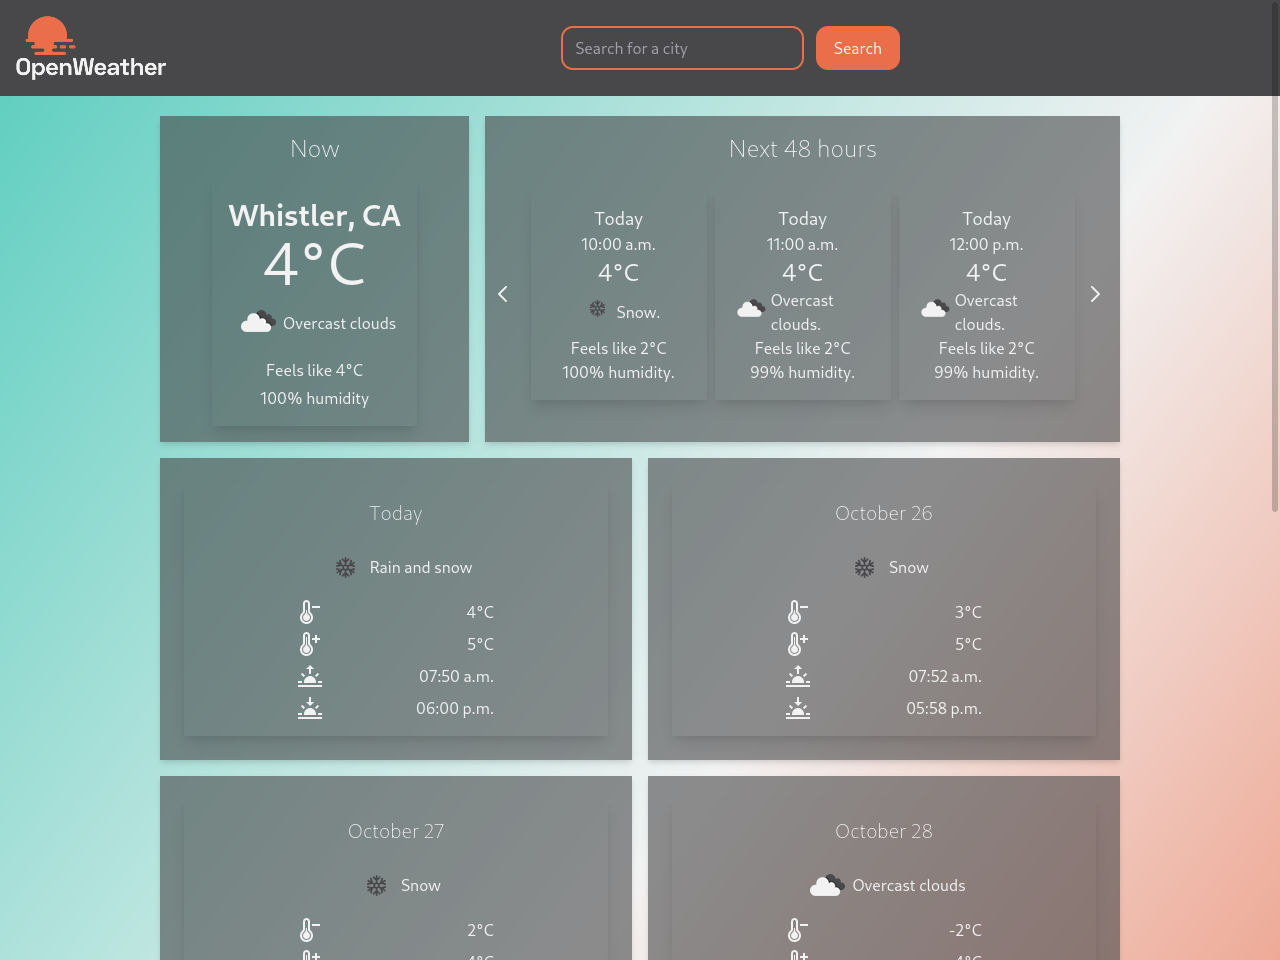 OpenWeather
Search for a city
Search
Now
Whistler, CA
4°C
Overcast clouds
Feels like 4°C
100% humidity
Next 48 hours
Today
10:00 a.m.
4°C
Snow.
Feels like 2°C
100% humidity.
Today
11:00 a.m.
4°C
Overcast
clouds.
Feels like 2°C
99% humidity.
Today
12:00 p.m.
4°C
Overcast
clouds.
Feels like 2°C
99% humidity.
Today
Rain and snow
4°C
5°C
07:50 a.m.
06:00 p.m.
October 26
Snow
3°C
5°C
07:52 a.m.
05:58 p.m.
October 27
Snow
2°C
October 28
Overcast clouds
-2°C